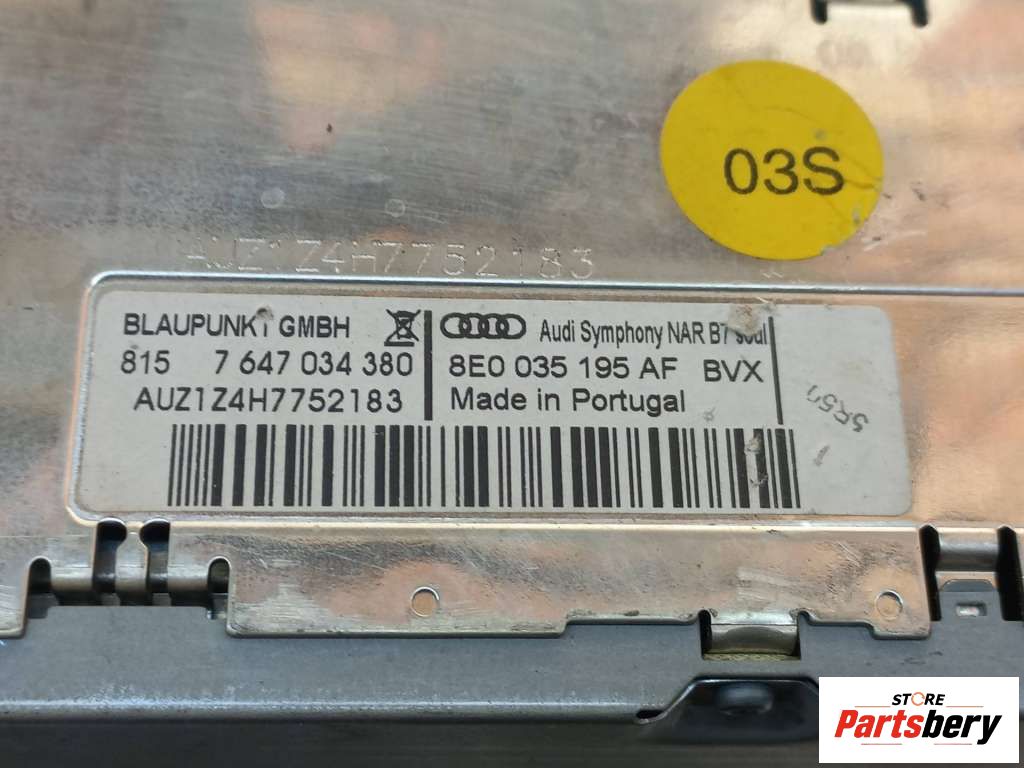 03S
AUZ1Z4H7752183
BLAUPUNKT GMBH
815 7 647 034 380
AUZ1Z4H7752183
Audi Symphony NAR B7
8E0 035 195 AF BVX
Made in Portugal
STORE
Partsbery